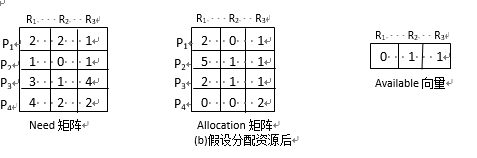 R₁ R₂ R₃
P₁ 2 2 1
P₂ 1 0 1
P₃ 3 1 4
P₄ 4 2 2
Need 矩阵
R₁ R₂ R₃
P₁ 2 0 1
P₂ 5 1 1
P₃ 2 1 1
P₄ 0 0 2
Allocation 矩阵
(b)假设分配资源后
R₁ R₂ R₃
0 1 1
Available 向量